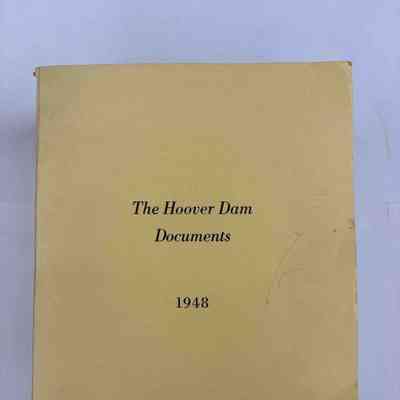 The Hoover Dam
Documents
1948